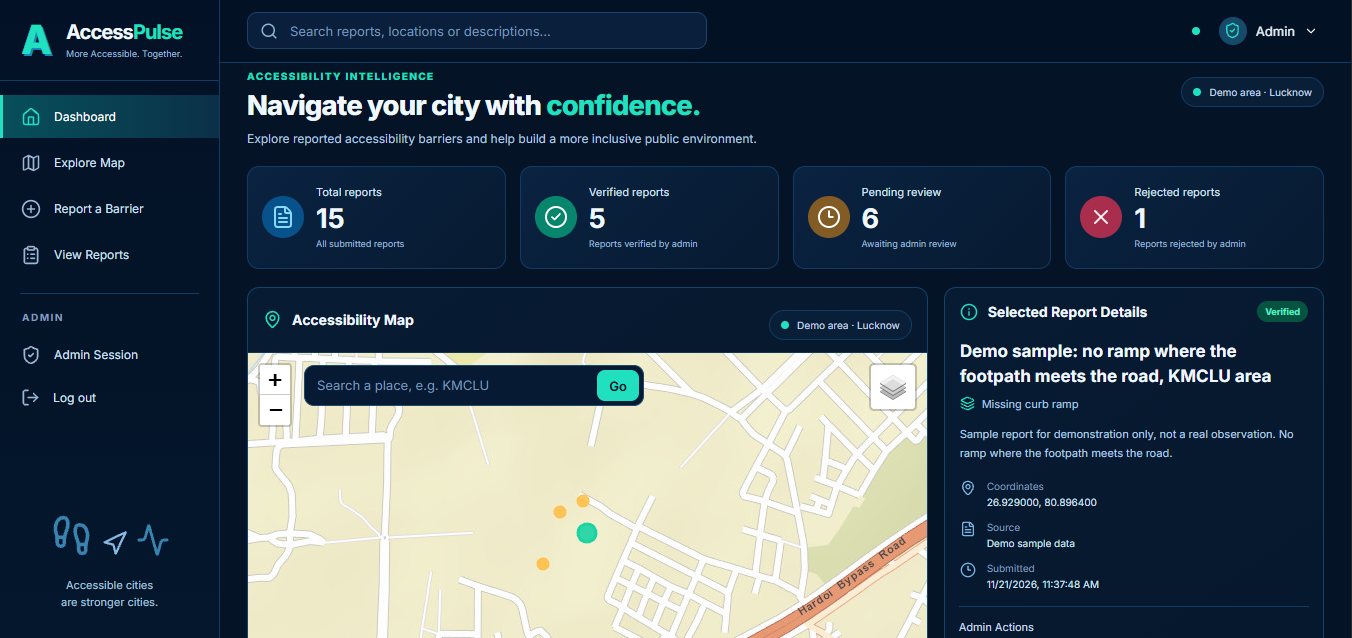 AccessPulse
More Accessible. Together.
Dashboard
Explore Map
Report a Barrier
View Reports
ADMIN
Admin Session
Log out
Accessible cities
are stronger cities.
Search reports, locations or descriptions...
Admin
ACCESSIBILITY INTELLIGENCE
Navigate your city with confidence.
Explore reported accessibility barriers and help build a more inclusive public environment.
Demo area · Lucknow
Total reports
15
All submitted reports
Verified reports
5
Reports verified by admin
Pending review
6
Awaiting admin review
Rejected reports
1
Reports rejected by admin
Accessibility Map
Demo area · Lucknow
+
−
Search a place, e.g. KMCLU
Go
Hardoi Bypass Road
Selected Report Details
Verified
Demo sample: no ramp where the
footpath meets the road, KMCLU area
Missing curb ramp
Sample report for demonstration only, not a real observation. No
ramp where the footpath meets the road.
Coordinates
26.929000, 80.896400
Source
Demo sample data
Submitted
11/21/2026, 11:37:48 AM
Admin Actions